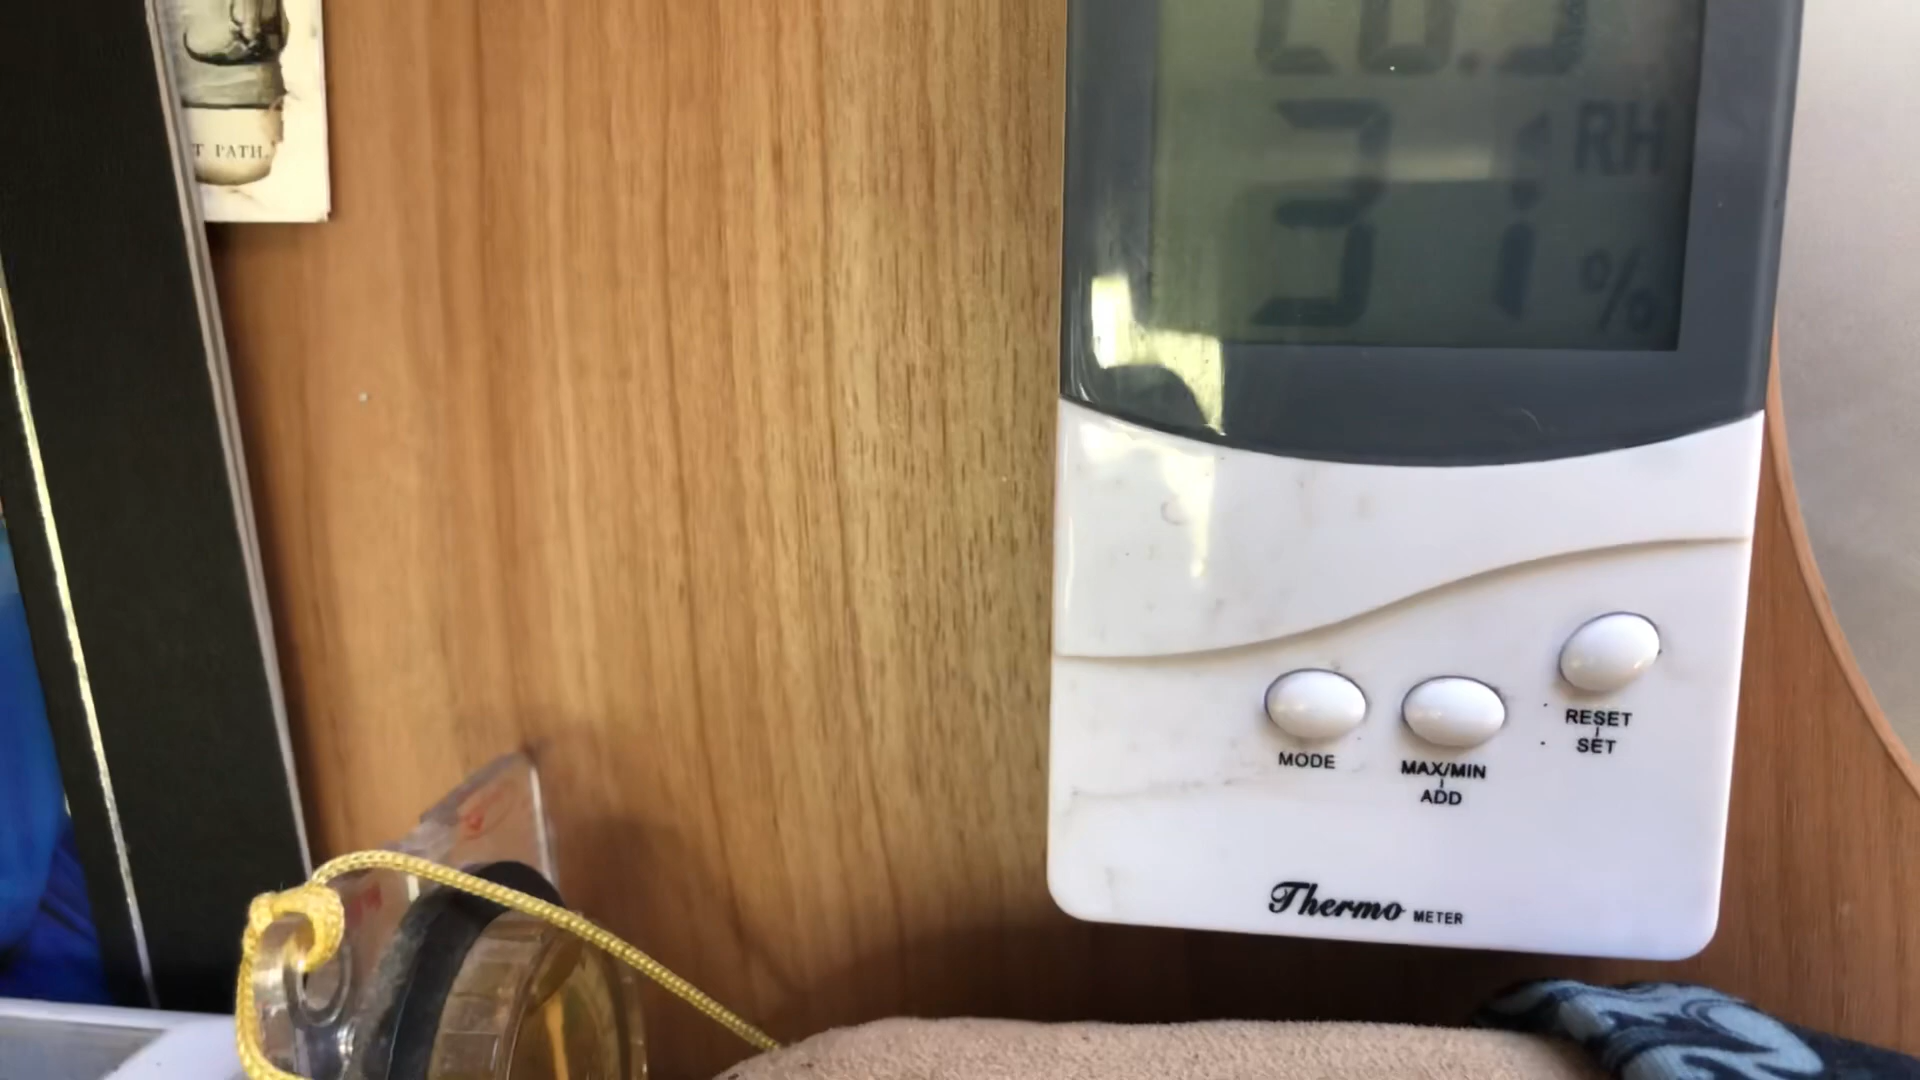 T PATH.
RH
31
%
MODE
MAX/MIN
ADD
RESET
SET
Thermo METER